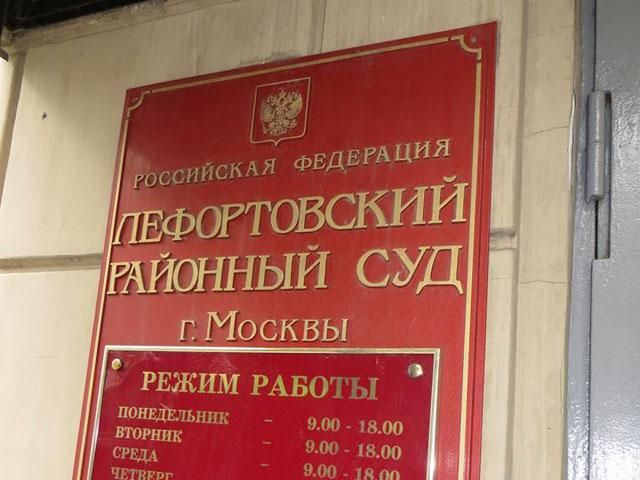 РОССИЙСКАЯ ФЕДЕРАЦИЯ
ЛЕФОРТОВСКИЙ
РАЙОННЫЙ СУД
г. МОСКВЫ
РЕЖИМ РАБОТЫ
ПОНЕДЕЛЬНИК - 9.00 - 18.00
ВТОРНИК - 9.00 - 18.00
СРЕДА - 9.00 - 18.00
ЧЕТВЕРГ